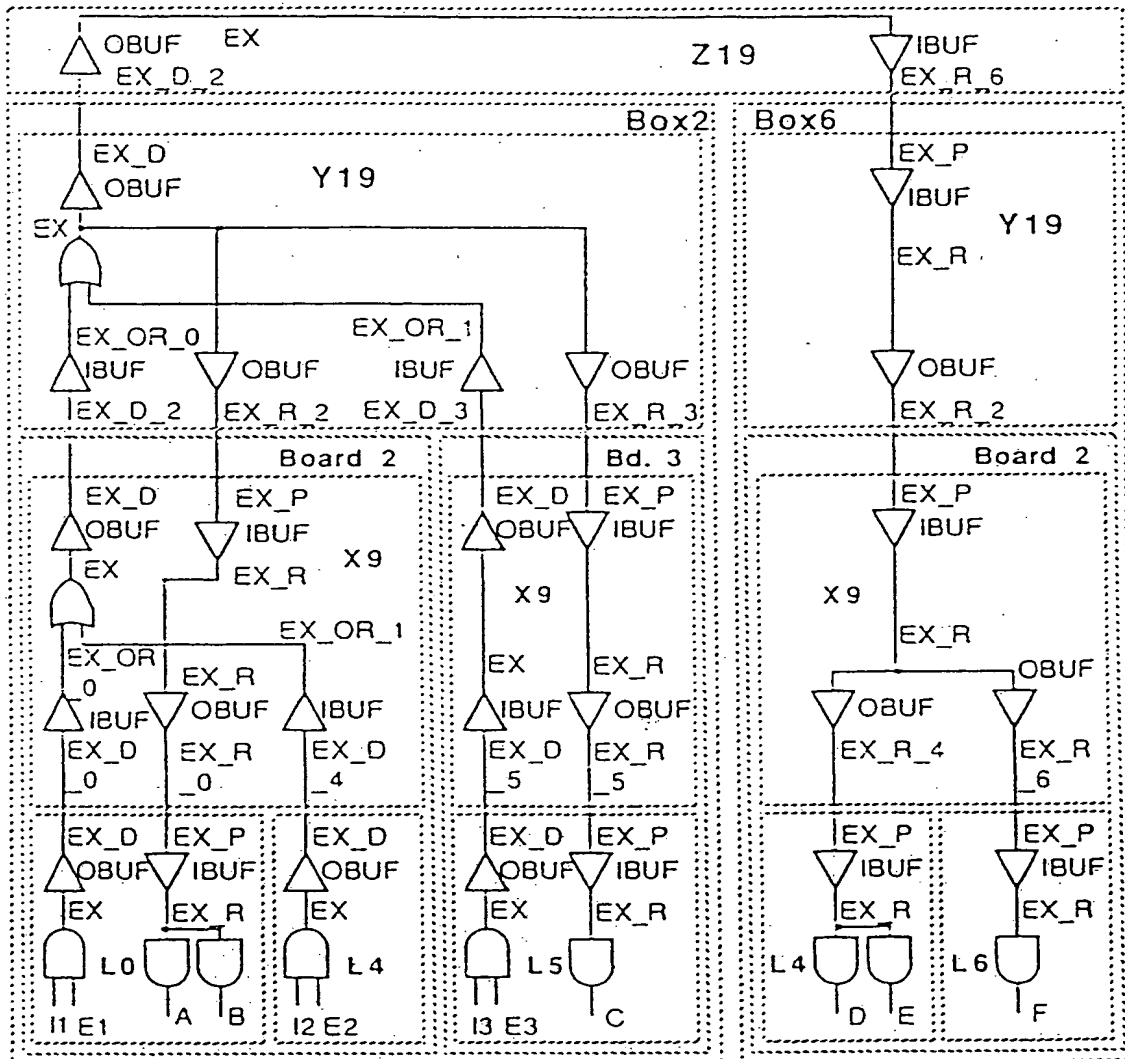 OBUF EX
EX_D_2
Z19
IBUF
EX_R_6
Box2
Box6
EX_D
OBUF
Y19
EX
EX_P
IBUF
Y19
EX_R
EX_OR_0
IBUF
EX_D_2
OBUF
EX_R_2
EX_OR_1
IBUF
EX_D_3
OBUF
EX_R_3
OBUF
EX_R_2
Board 2
Bd. 3
Board 2
EX_D
OBUF
EX
EX_P
IBUF
EX_R
X9
EX_D
OBUF
EX_P
IBUF
X9
EX_P
IBUF
X9
EX_R
EX_OR
_0
IBUF
EX_D
_0
EX_R
OBUF
EX_R
_0
EX_OR_1
IBUF
EX_D
_4
EX
IBUF
EX_D
_5
EX_R
OBUF
EX_R
_5
OBUF
EX_R_4
OBUF
EX_R
_6
EX_D
OBUF
EX
EX_P
IBUF
EX_R
L0
I1 E1
A
B
EX_D
OBUF
EX
L4
I2 E2
EX_D
OBUF
EX
EX_P
IBUF
EX_R
L5
I3 E3
C
EX_P
IBUF
EX_R
L4
D
E
EX_P
IBUF
EX_R
L6
F